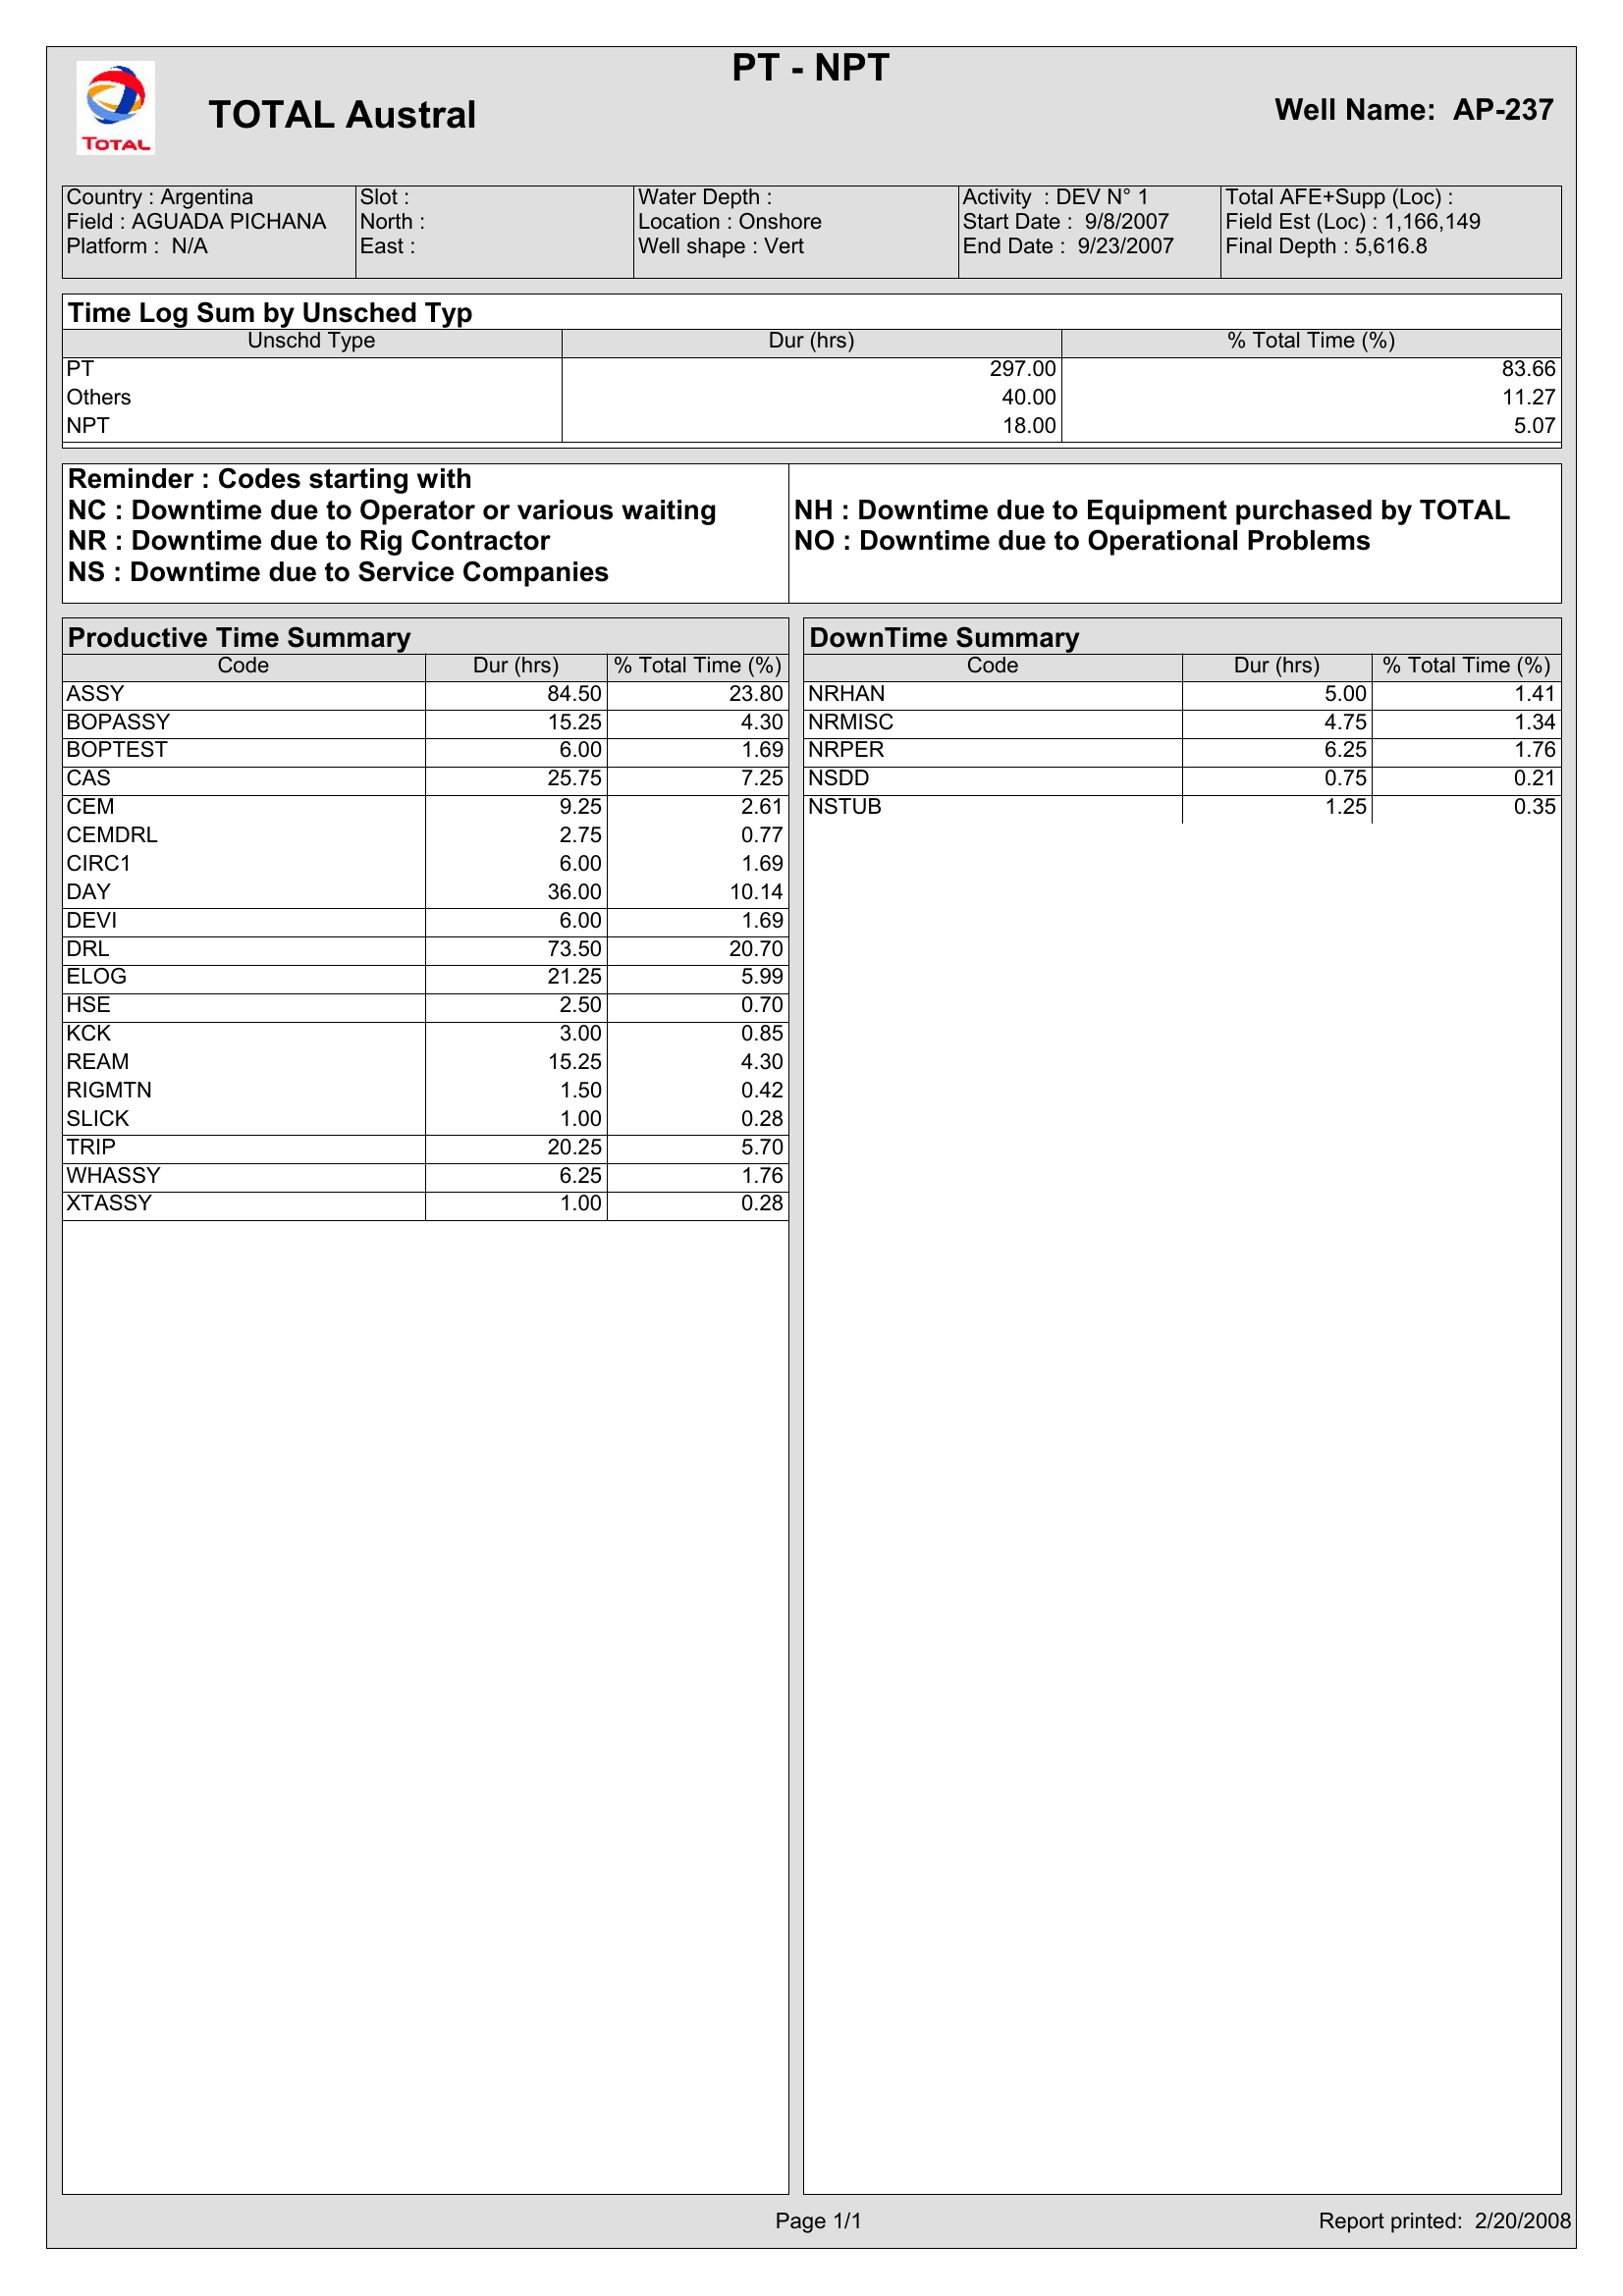 PT - NPT
TOTAL
TOTAL Austral
Well Name: AP-237
Country : Argentina
Field : AGUADA PICHANA
Platform : N/A
Slot :
North :
East :
Water Depth :
Location : Onshore
Well shape : Vert
Activity : DEV N° 1
Start Date : 9/8/2007
End Date : 9/23/2007
Total AFE+Supp (Loc) :
Field Est (Loc) : 1,166,149
Final Depth : 5,616.8
Time Log Sum by Unsched Typ
Unschd Type Dur (hrs) % Total Time (%)
PT 297.00 83.66
Others 40.00 11.27
NPT 18.00 5.07
Reminder : Codes starting with
NC : Downtime due to Operator or various waiting
NR : Downtime due to Rig Contractor
NS : Downtime due to Service Companies
NH : Downtime due to Equipment purchased by TOTAL
NO : Downtime due to Operational Problems
Productive Time Summary
Code Dur (hrs) % Total Time (%)
ASSY 84.50 23.80
BOPASSY 15.25 4.30
BOPTEST 6.00 1.69
CAS 25.75 7.25
CEM 9.25 2.61
CEMDRL 2.75 0.77
CIRC1 6.00 1.69
DAY 36.00 10.14
DEVI 6.00 1.69
DRL 73.50 20.70
ELOG 21.25 5.99
HSE 2.50 0.70
KCK 3.00 0.85
REAM 15.25 4.30
RIGMTN 1.50 0.42
SLICK 1.00 0.28
TRIP 20.25 5.70
WHASSY 6.25 1.76
XTASSY 1.00 0.28
DownTime Summary
Code Dur (hrs) % Total Time (%)
NRHAN 5.00 1.41
NRMISC 4.75 1.34
NRPER 6.25 1.76
NSDD 0.75 0.21
NSTUB 1.25 0.35
Page 1/1
Report printed: 2/20/2008